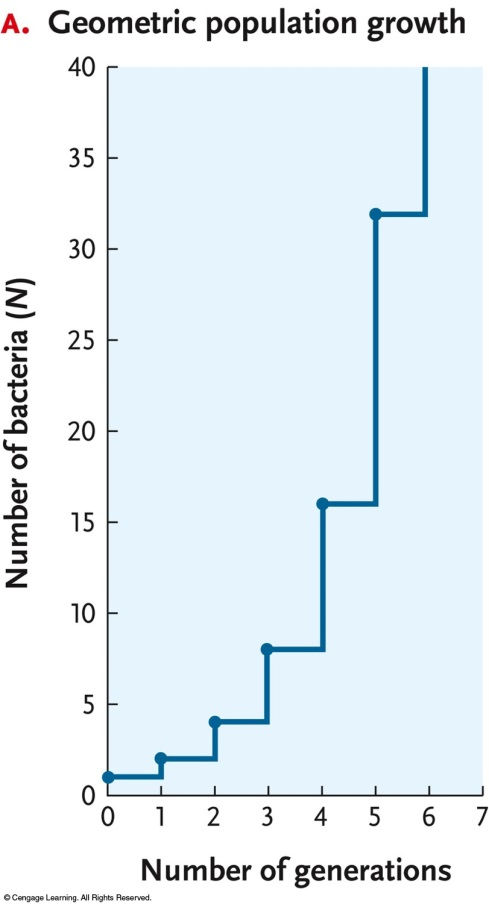 A. Geometric population growth
40
35
30
25
20
15
10
5
0
Number of bacteria (N)
0 1 2 3 4 5 6 7
Number of generations
© Cengage Learning. All Rights Reserved.